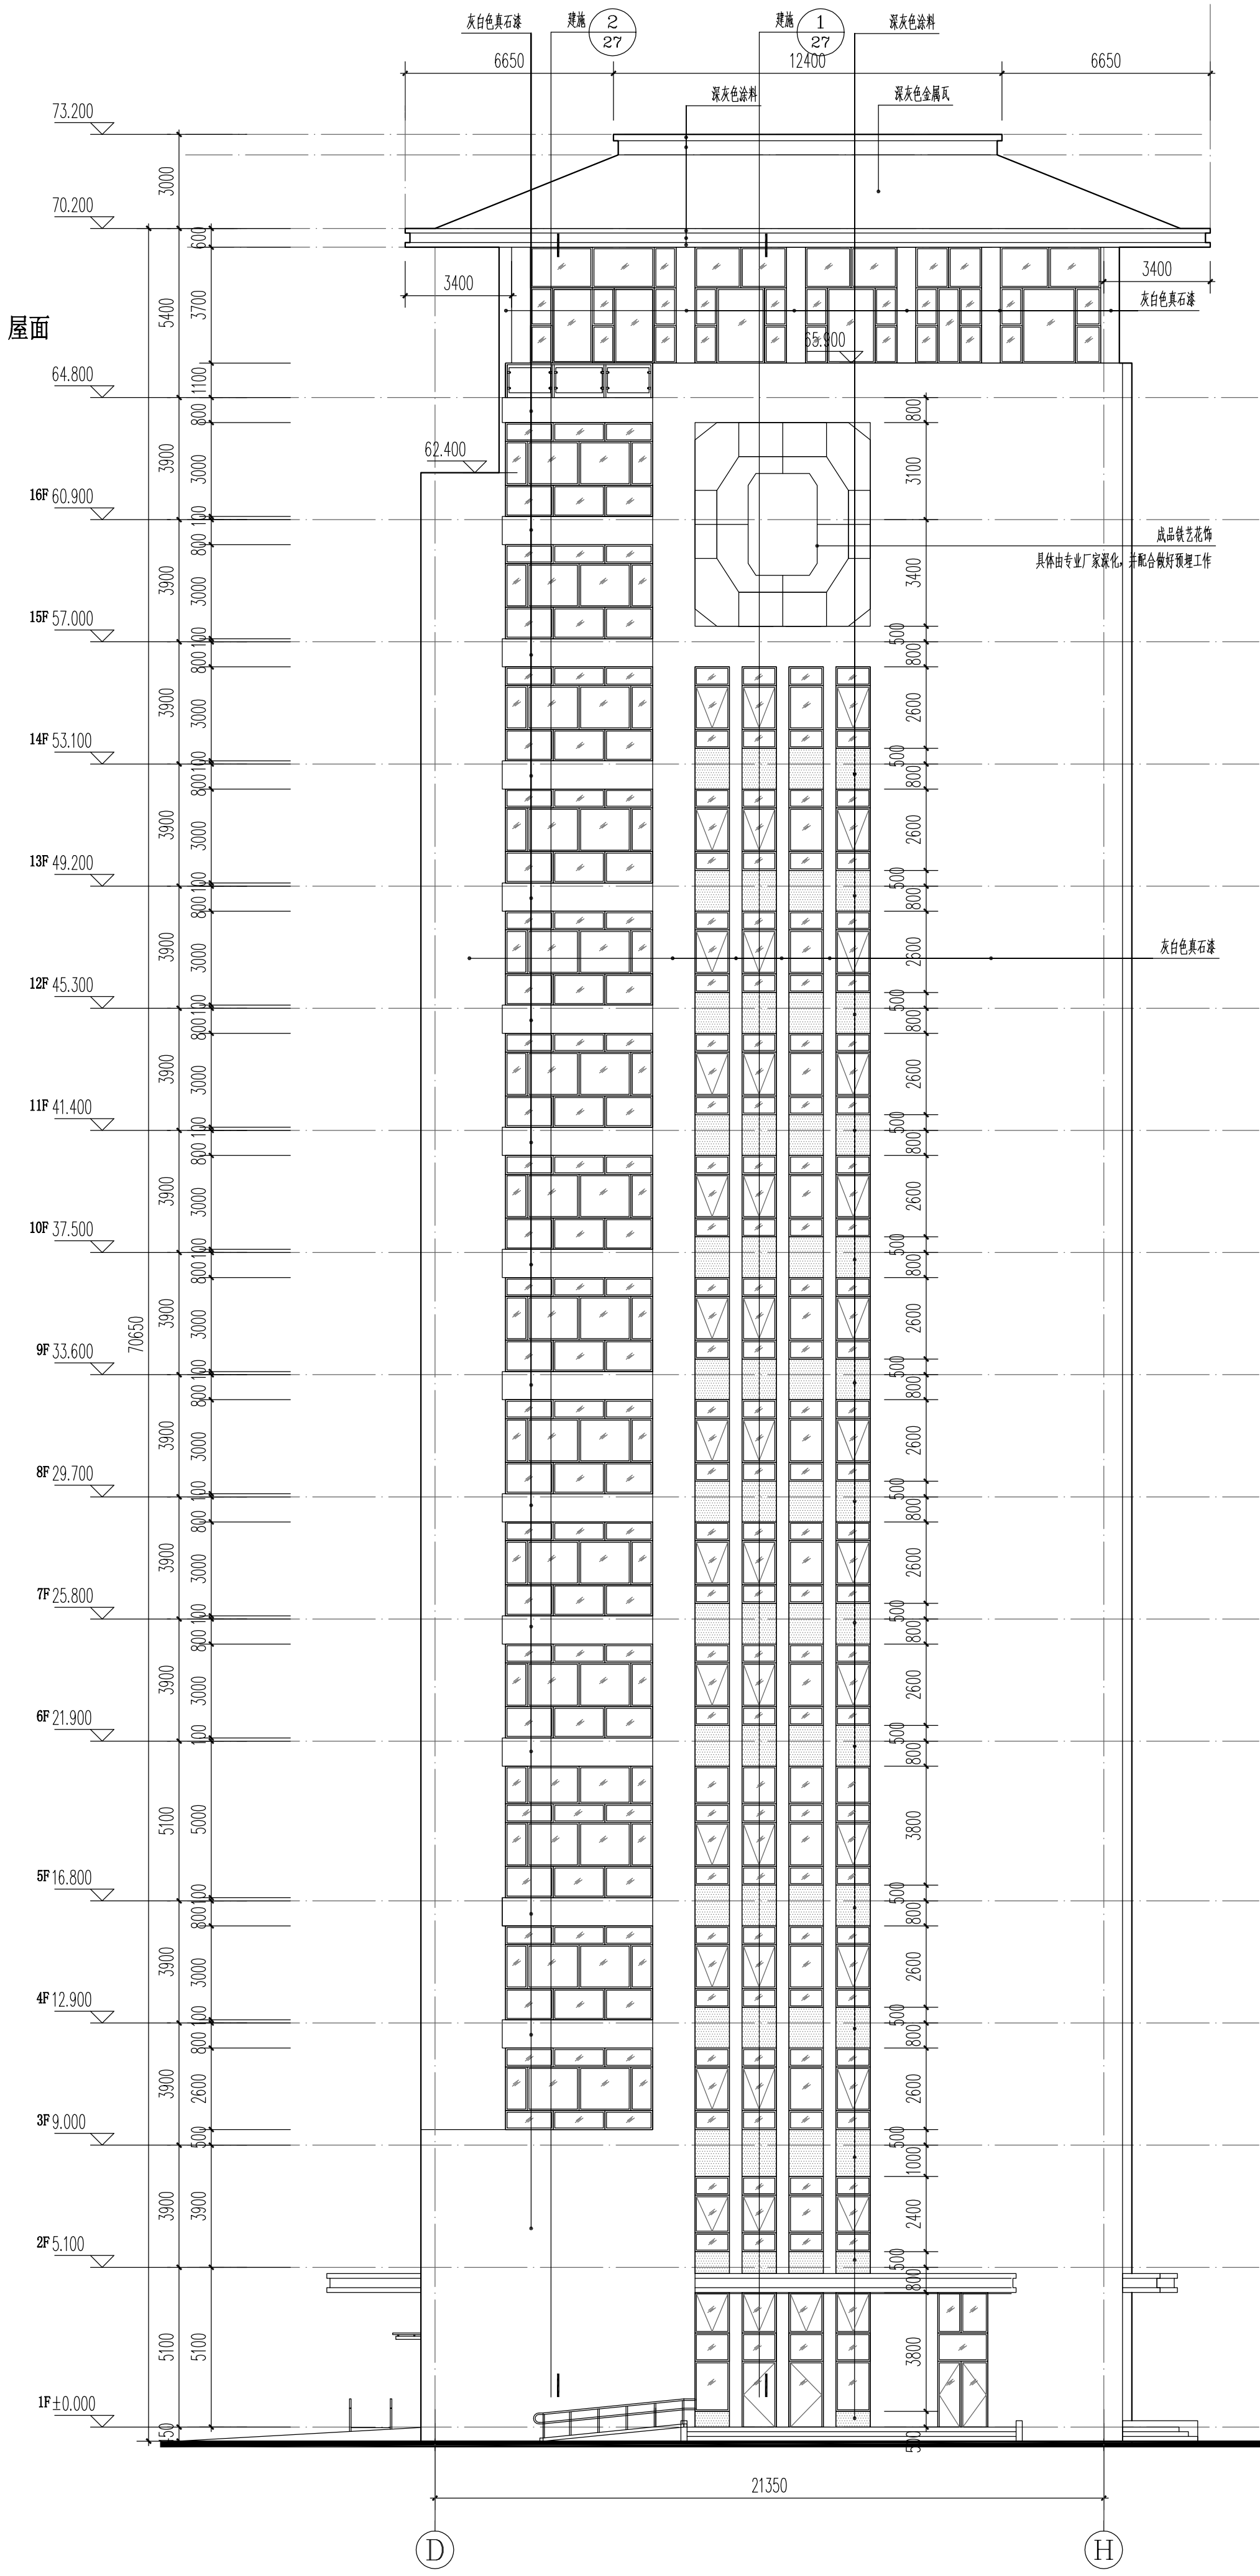 灰白色真石漆 建施 2 建施 1 深灰色涂料
27 27
6650 12400 6650
深灰色涂料 深灰色金属瓦
73.200
3000
70.200
600
3400 3400
灰白色真石漆
5400 3700
屋面
65.900
64.800 1100
800 800
62.400
3900 3000 3100
16F 60.900
100
800
成品铁艺花饰
具体由专业厂家深化，并配合做好预埋工作
3900 3000 3400
15F 57.000
100 500
800 800
3900 3000 2600
14F 53.100
100 500
800 800
3900 3000 2600
13F 49.200
100 500
800 800
灰白色真石漆
3900 3000 2600
12F 45.300
100 500
800 800
3900 3000 2600
11F 41.400
100 500
800 800
3900 3000 2600
10F 37.500
100 500
800 800
3900 3000 2600
70650
9F 33.600
100 500
800 800
3900 3000 2600
8F 29.700
100 500
800 800
3900 3000 2600
7F 25.800
100 500
800 800
3900 3000 2600
6F 21.900
100 500
800
5100 5000 3800
5F 16.800
100 500
800 800
3900 3000 2600
4F 12.900
100 500
800 800
3900 2600 2600
3F 9.000
500 500
1000
3900 3900 2400
2F 5.100
500
800
5100 5100 3800
1F ±0.000
450 500
21350
D H